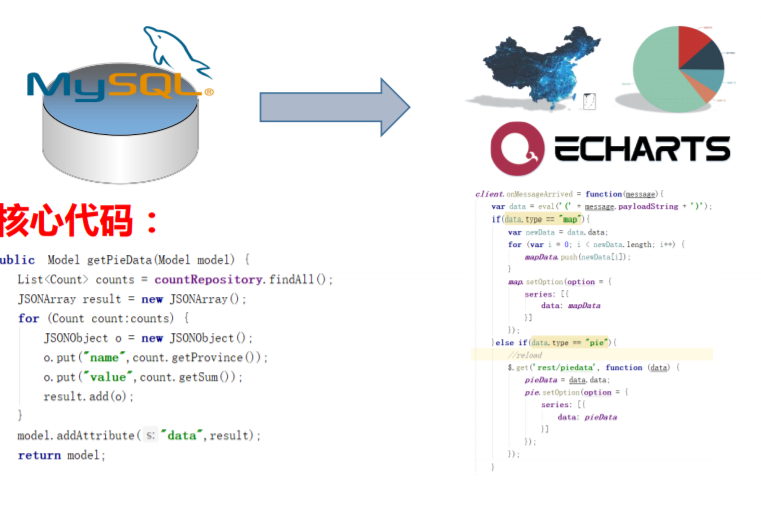 MySQL®
ECHARTS
核心代码：
ublic Model getPieData(Model model) {
List<Count> counts = countRepository.findAll();
JSONArray result = new JSONArray();
for (Count count:counts) {
JSONObject o = new JSONObject();
o.put("name",count.getProvince());
o.put("value",count.getSum());
result.add(o);
}
model.addAttribute( s: "data",result);
return model;
client.onMessageArrived = function(message){
var data = eval('(' + message.payloadString + ')');
if(data.type == "map"){
var newData = data.data;
for (var i = 0; i < newData.length; i++) {
mapData.push(newData[i]);
}
map.setOption(option = {
series: [{
data: mapData
}]
});
}else if(data.type == "pie"){
//reload
$.get('rest/piedata', function (data) {
pieData = data.data;
pie.setOption(option = {
series: [{
data: pieData
}]
});
});
}